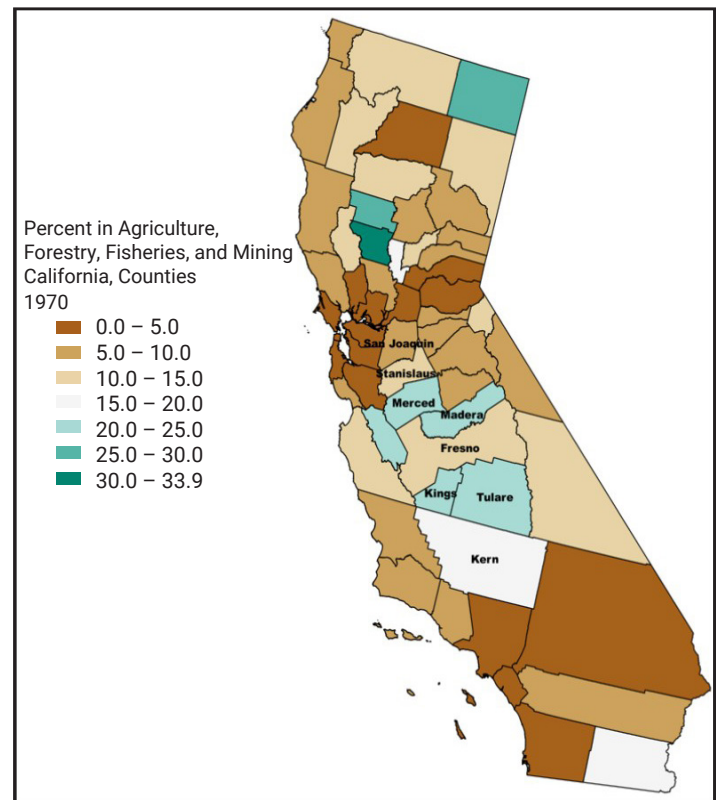 Percent in Agriculture,
Forestry, Fisheries, and Mining
California, Counties
1970
0.0 – 5.0
5.0 – 10.0
10.0 – 15.0
15.0 – 20.0
20.0 – 25.0
25.0 – 30.0
30.0 – 33.9
San Joaquin
Stanislaus
Merced
Madera
Fresno
Kings
Tulare
Kern